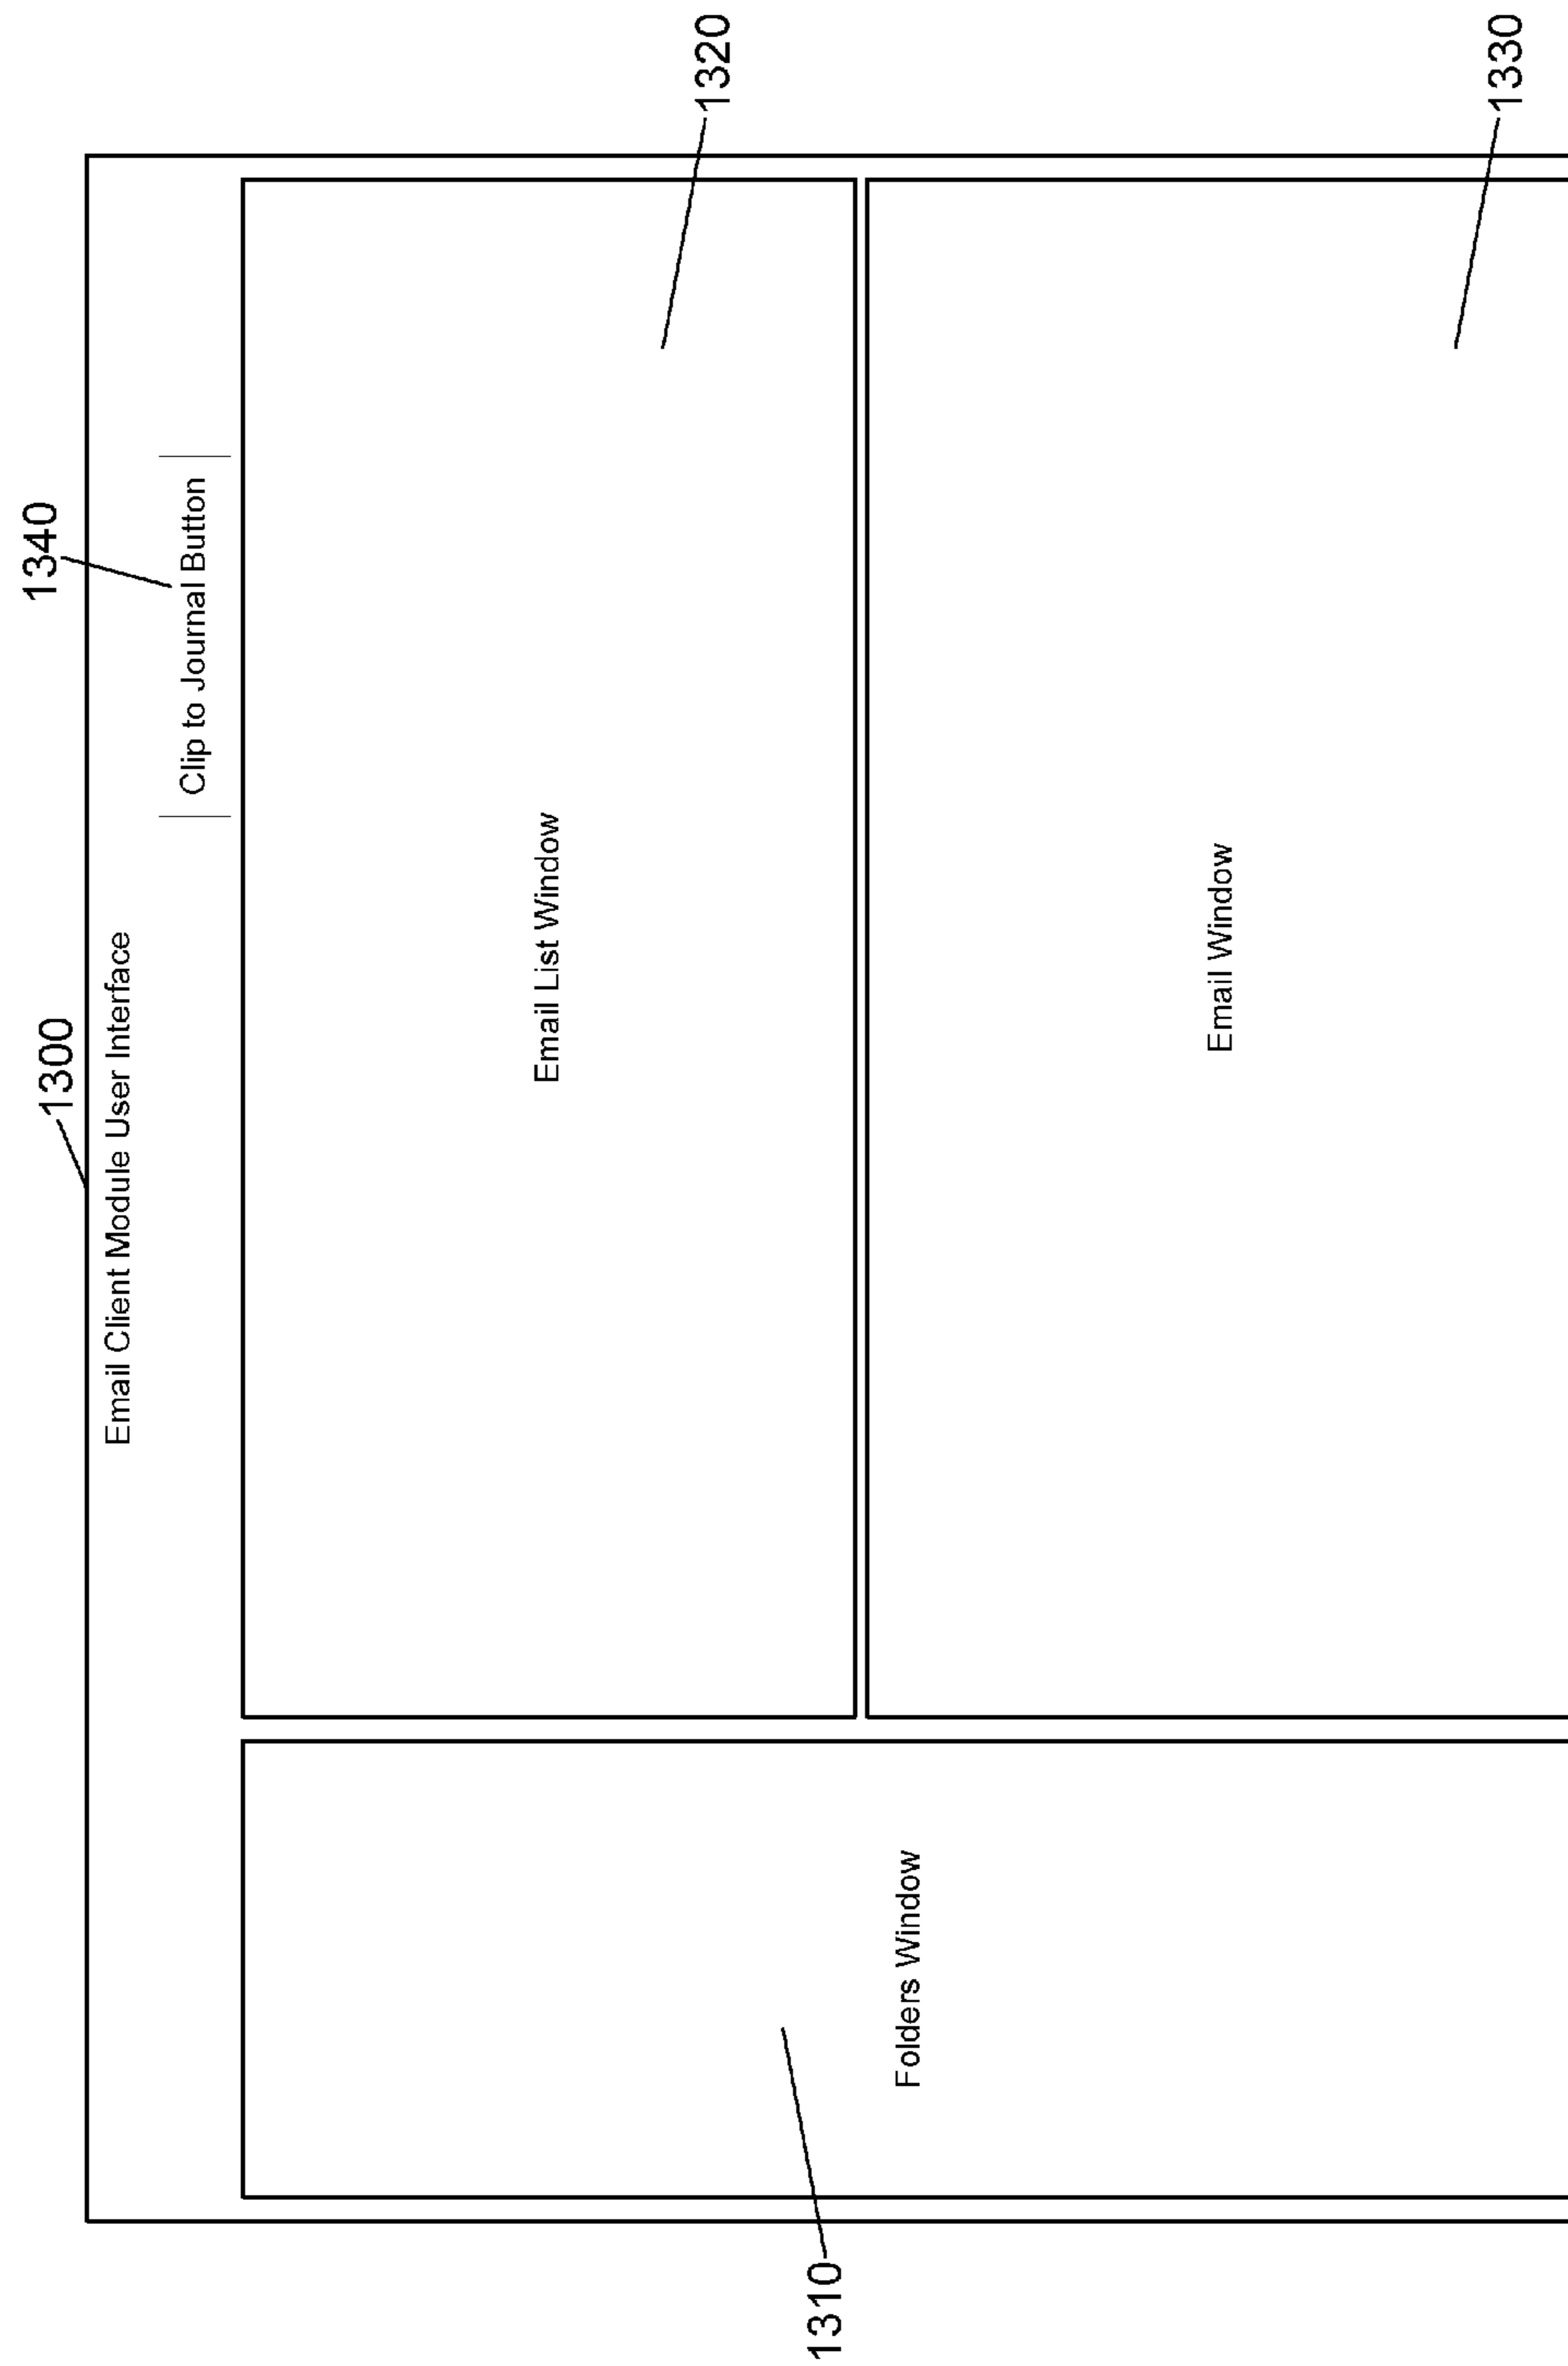 1300
1340
Email Client Module User Interface
Clip to Journal Button
Email List Window
1320
Folders Window
1310
Email Window
1330